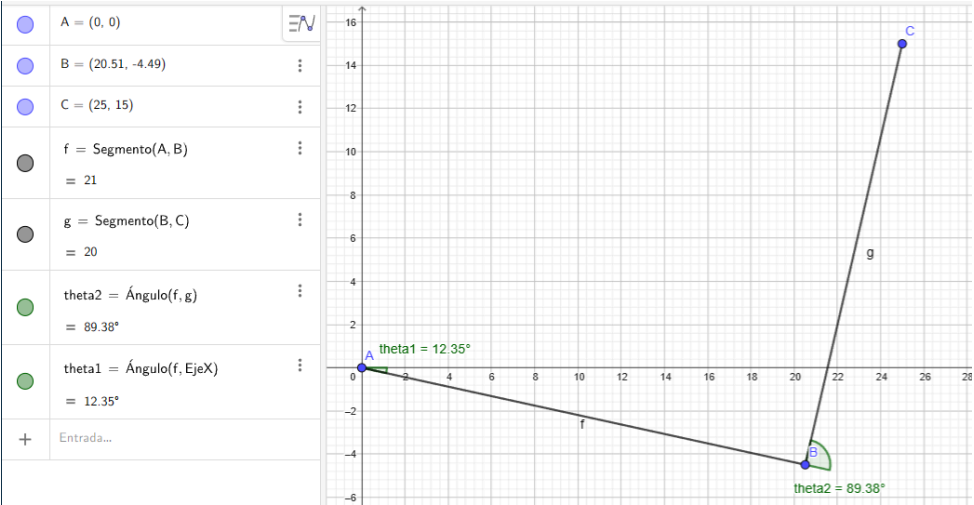 A = (0, 0)
B = (20.51, -4.49)
C = (25, 15)
f = Segmento(A, B)
= 21
g = Segmento(B, C)
= 20
theta2 = Ángulo(f, g)
= 89.38°
theta1 = Ángulo(f, EjeX)
= 12.35°
+ Entrada...
16
14
12
10
8
6
4
2
0 2 4 6 8 10 12 14 16 18 20 22 24 26 28
−2
−4
−6
C
g
A
theta1 = 12.35°
f
B
theta2 = 89.38°